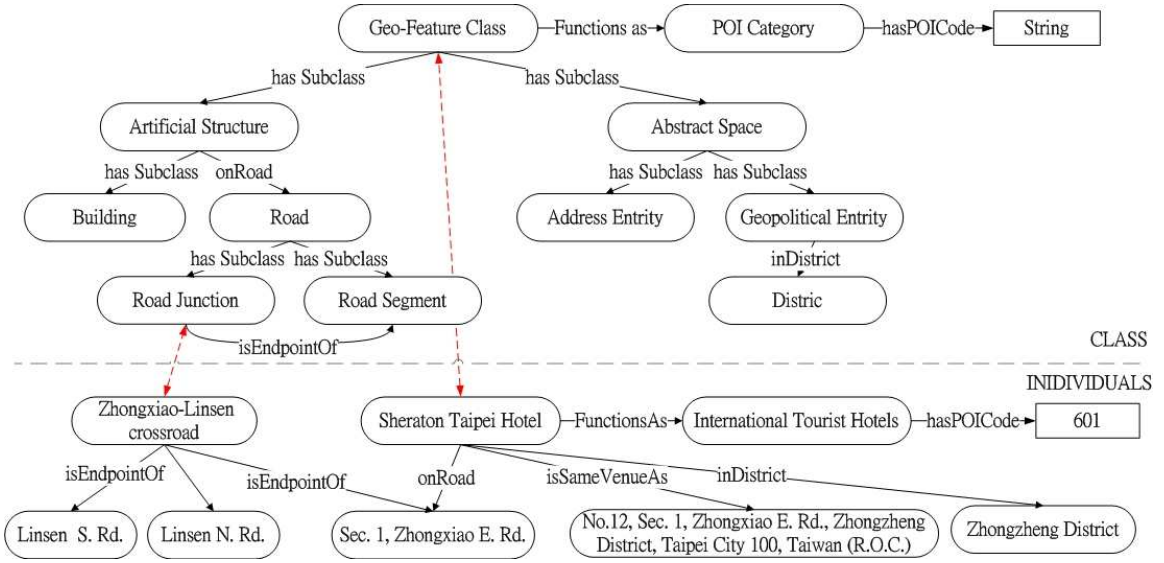 Geo-Feature Class
Functions as
POI Category
hasPOICode
String
has Subclass
has Subclass
Artificial Structure
Abstract Space
has Subclass
onRoad
has Subclass
has Subclass
Building
Road
Address Entrity
Geopolitical Entrity
has Subclass
has Subclass
inDistrict
Road Junction
Road Segment
Distric
isEndpointOf
CLASS
INIDIVIDUALS
Zhongxiao-Linsen
crossroad
Sheraton Taipei Hotel
FunctionsAs
International Tourist Hotels
hasPOICode
601
isEndpointOf
isEndpointOf
onRoad
isSameVenueAs
inDistrict
Linsen S. Rd.
Linsen N. Rd.
Sec. 1, Zhongxiao E. Rd.
No.12, Sec. 1, Zhongxiao E. Rd., Zhongzheng
District, Taipei City 100, Taiwan (R.O.C.)
Zhongzheng District